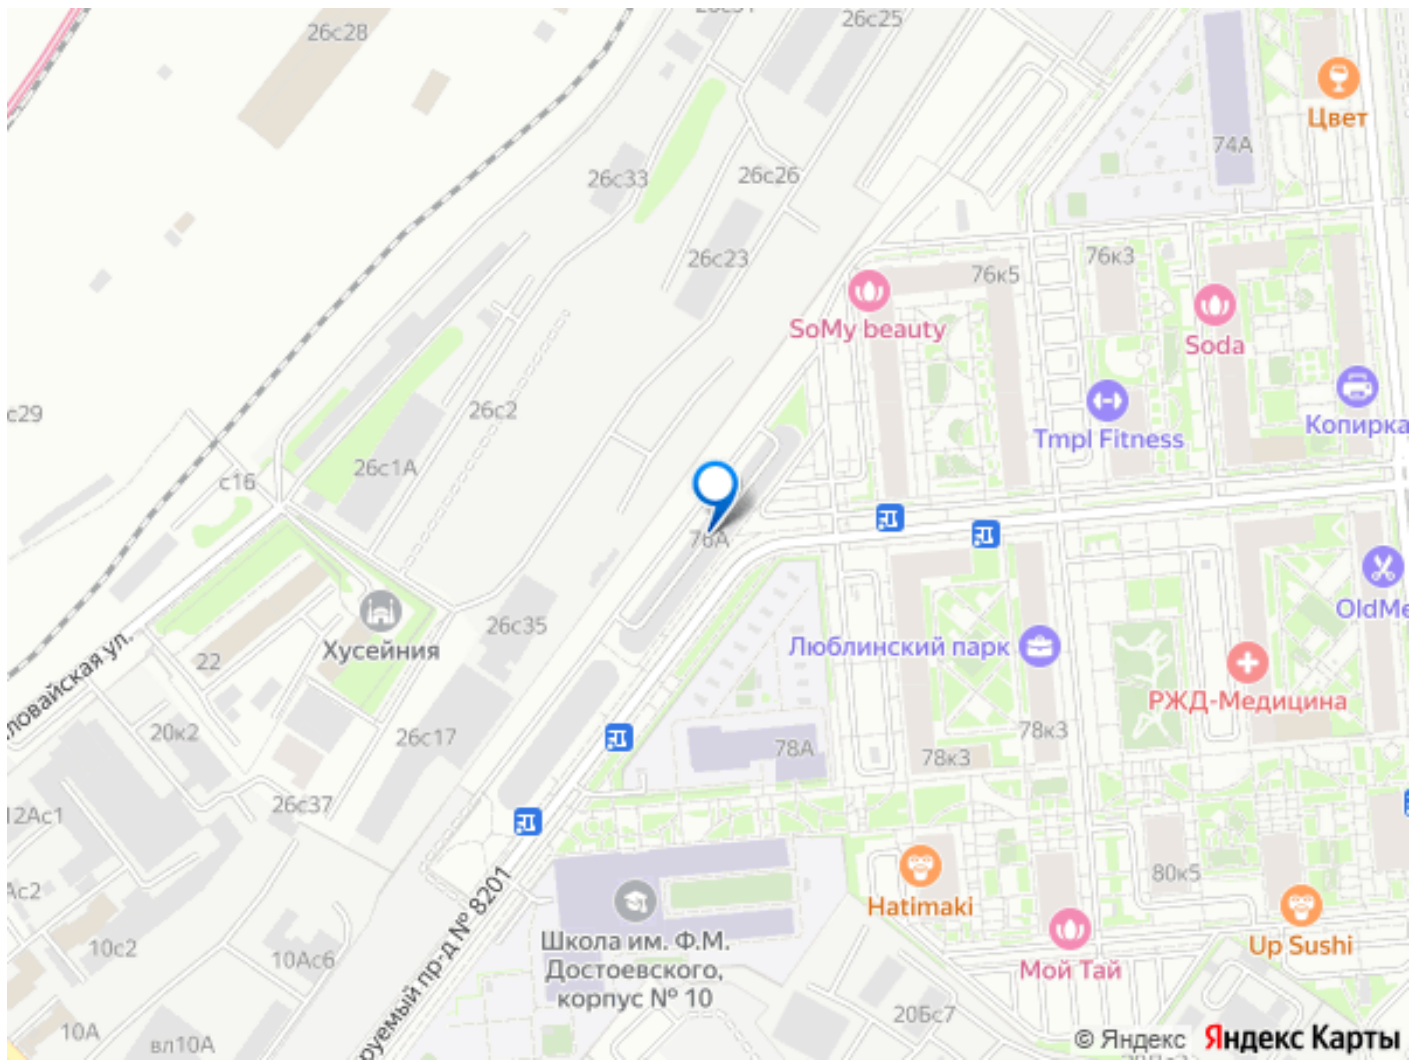 26с28
26с25
Цвет
74А
26с33
26с26
26с23
76к5
76к3
SoMy beauty
Soda
с29
26с2
Копирка
Tmpl Fitness
26с1А
с16
76А
OldMe
Хусейния
26с35
22
Люблинский парк
ловайская ул.
РЖД-Медицина
20к2
26с17
78А
78к3
78к3
26с37
12Ас1
80к5
Ас2
руемый пр-д № 8201
Hatimaki
Школа им. Ф.М.
Достоевского,
корпус № 10
10с2
10Ас6
Мой Тай
Up Sushi
20Бс7
10А
вл10А
© Яндекс Яндекс Карты